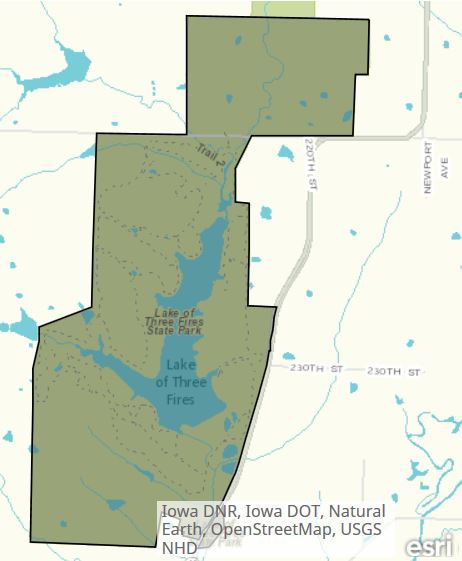 Trail 2
220TH ST
NEWPORT
AVE
Lake of
Three Fires
State Park
Lake
of Three
Fires
230TH ST
230TH ST
Iowa DNR, Iowa DOT, Natural
Earth, OpenStreetMap, USGS
NHD
Park
esri